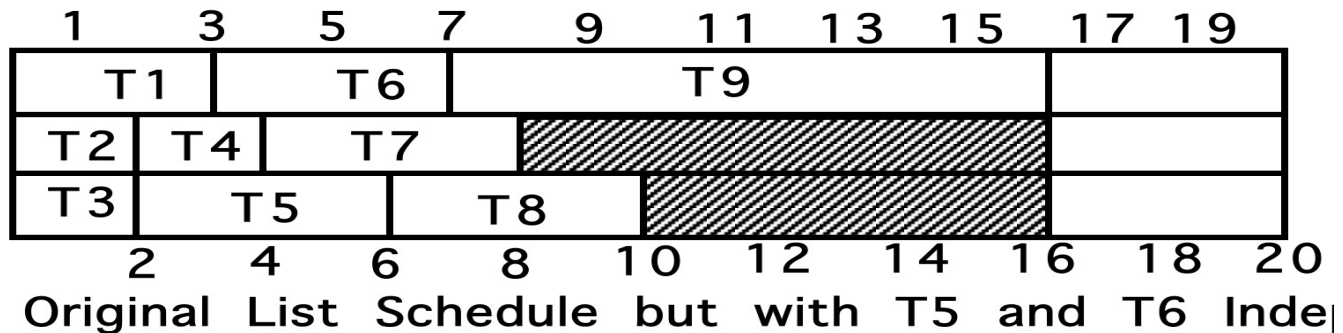 1 3 5 7 9 11 13 15 17 19
T1 T6 T9
T2 T4 T7
T3 T5 T8
2 4 6 8 10 12 14 16 18 20
Original List Schedule but with T5 and T6 Inde